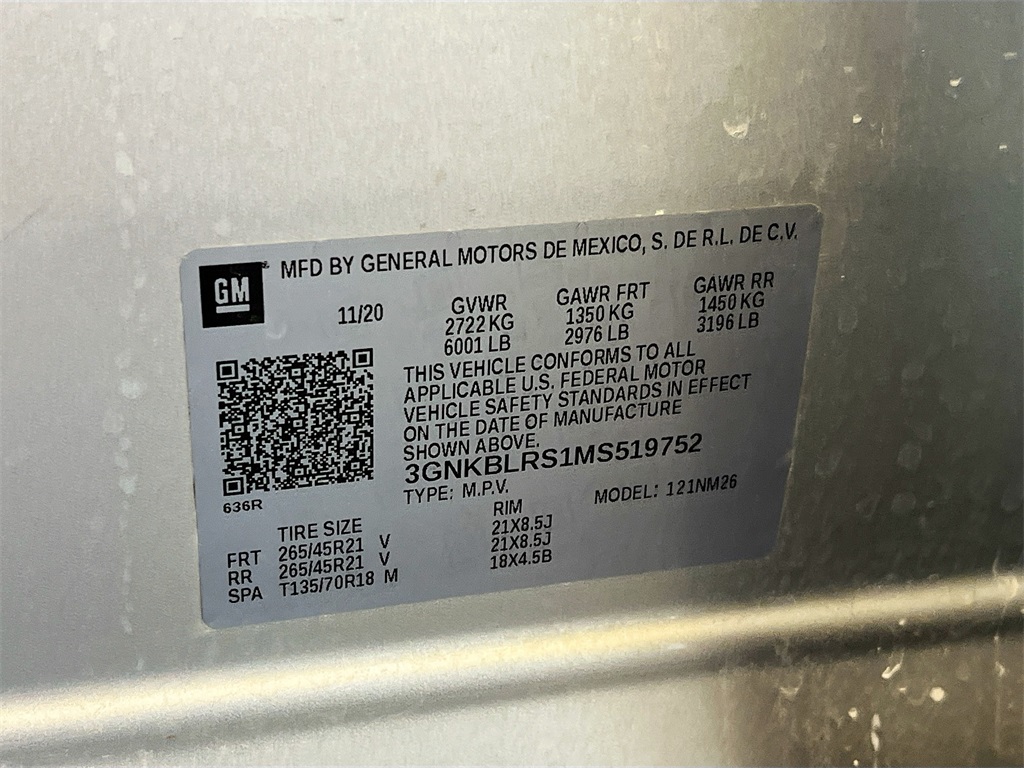 GM
MFD BY GENERAL MOTORS DE MEXICO, S. DE R.L. DE C.V.
11/20 GVWR GAWR FRT GAWR RR
2722 KG 1350 KG 1450 KG
6001 LB 2976 LB 3196 LB
THIS VEHICLE CONFORMS TO ALL
APPLICABLE U.S. FEDERAL MOTOR
VEHICLE SAFETY STANDARDS IN EFFECT
ON THE DATE OF MANUFACTURE
SHOWN ABOVE.
3GNKBLRS1MS519752
TYPE: M.P.V. MODEL: 121NM26
636R
TIRE SIZE RIM
FRT 265/45R21 V 21X8.5J
RR 265/45R21 V 21X8.5J
SPA T135/70R18 M 18X4.5B